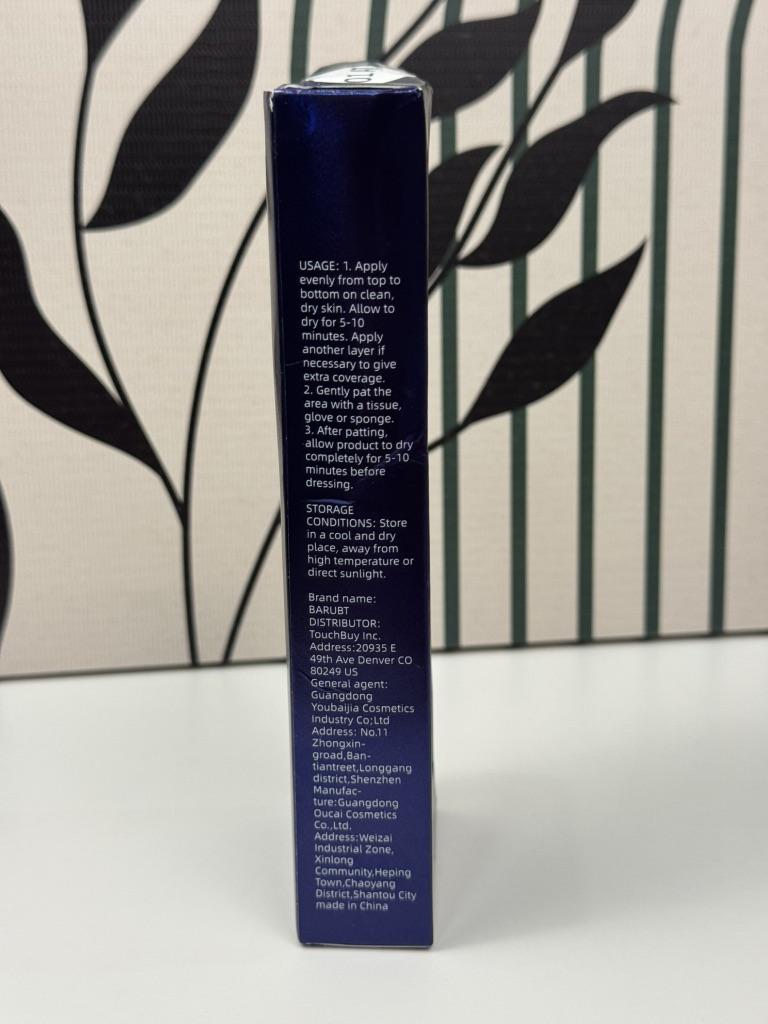 USAGE: 1. Apply
evenly from top to
bottom on clean,
dry skin. Allow to
dry for 5-10
minutes. Apply
another layer if
necessary to give
extra coverage.
2. Gently pat the
area with a tissue,
glove or sponge.
3. After patting,
allow product to dry
completely for 5-10
minutes before
dressing.
STORAGE
CONDITIONS: Store
in a cool and dry
place, away from
high temperature or
direct sunlight.
Brand name:
BARUBT
DISTRIBUTOR:
TouchBuy Inc.
Address:20935 E
49th Ave Denver CO
80249 US
General agent:
Guangdong
Youbaijia Cosmetics
Industry Co;Ltd
Address: No.11
Zhongxin-
groad,Ban-
tiantreet,Longgang
district,Shenzhen
Manufac-
ture:Guangdong
Oucai Cosmetics
Co.,Ltd.
Address:Weizai
Industrial Zone,
Xinlong
Community,Heping
Town,Chaoyang
District,Shantou City
made in China